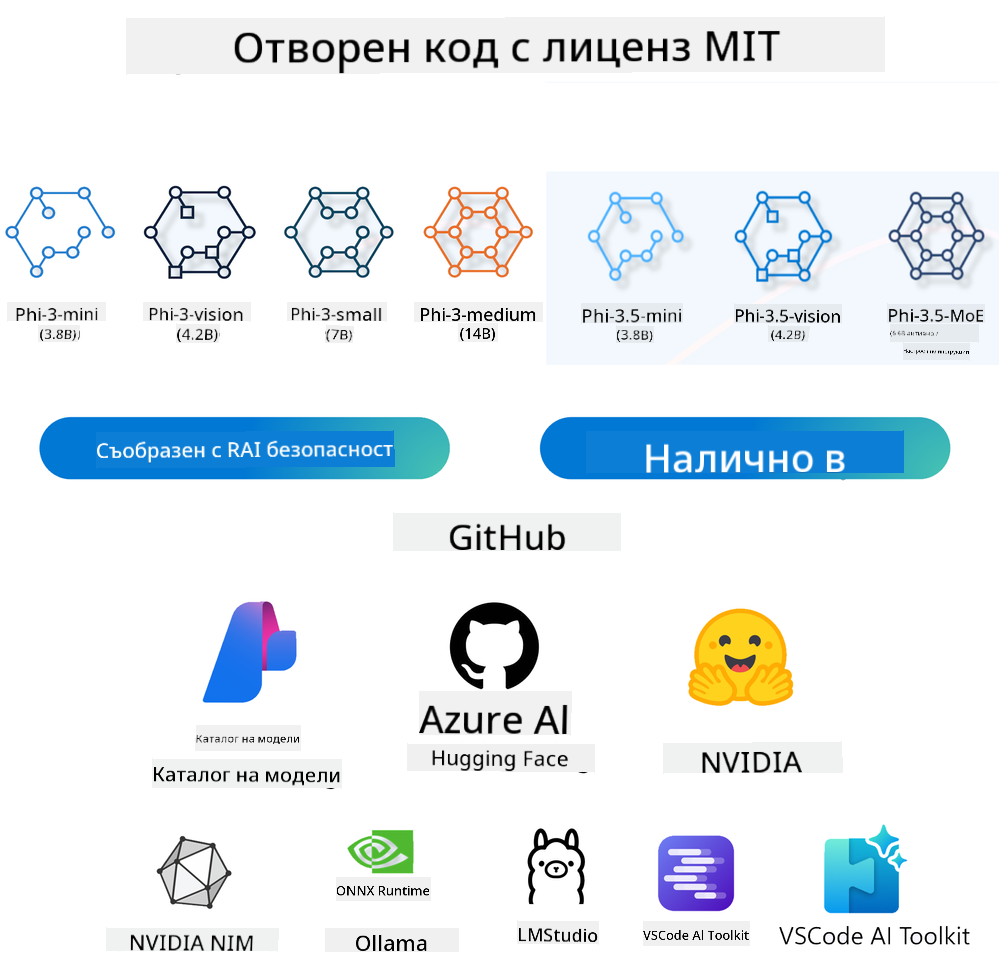 Отворен код с лиценз MIT
Phi-3-mini
(3.8B))
Phi-3-vision
(4.2B)
Phi-3-small
(7B)
Phi-3-medium
(14B)
Phi-3.5-mini
(3.8B)
Phi-3.5-vision
(4.2B)
Phi-3.5-MoE
Съобразен с RAI безопасност
Налично в
GitHub
Azure AI
Каталог на модели
Каталог на модели
Hugging Face
NVIDIA
ONNX Runtime
NVIDIA NIM
Ollama
LMStudio
VSCode AI Toolkit
VSCode AI Toolkit